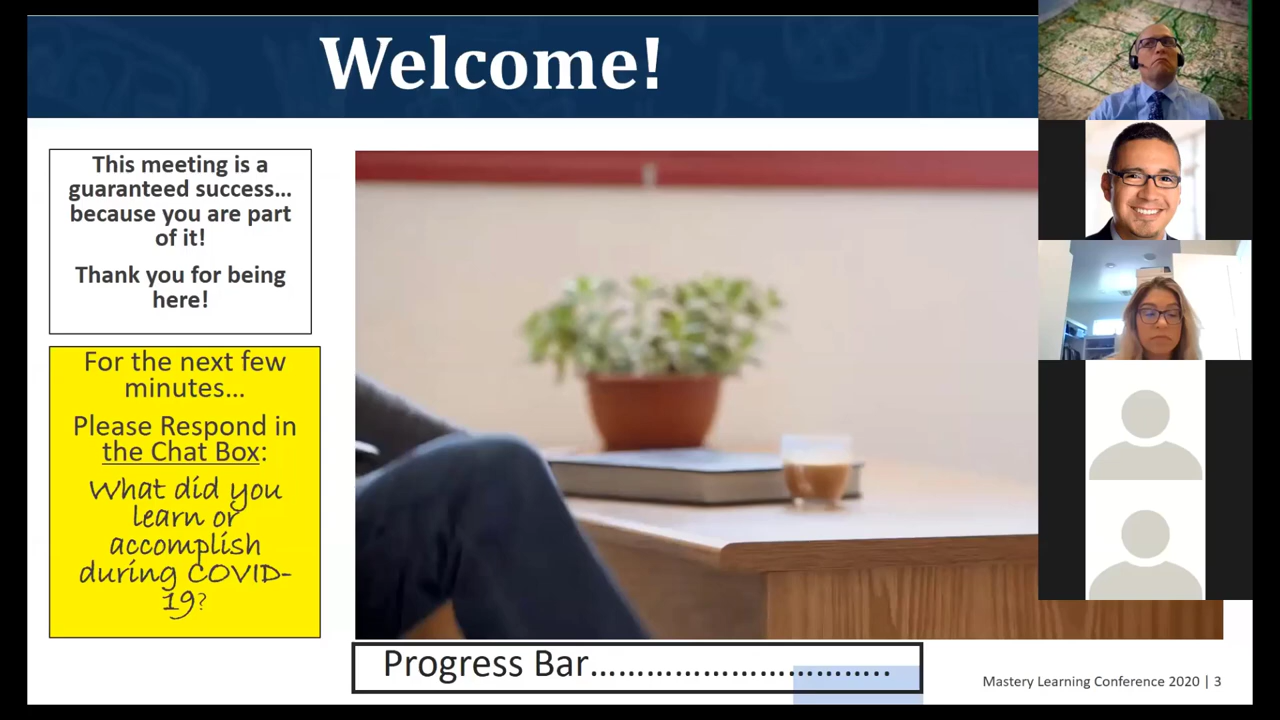 Welcome!
This meeting is a
guaranteed success...
because you are part
of it!
Thank you for being
here!
For the next few
minutes...
Please Respond in
the Chat Box:
What did you
learn or
accomplish
during COVID-
19?
Progress Bar……………………………..
Mastery Learning Conference 2020 | 3